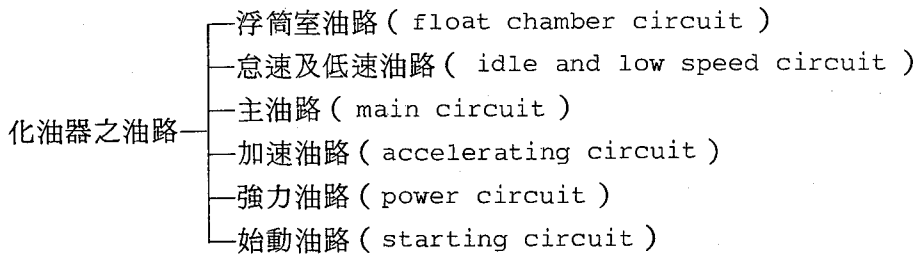 浮筒室油路 ( float chamber circuit )
怠速及低速油路 ( idle and low speed circuit )
主油路 ( main circuit )
化油器之油路
加速油路 ( accelerating circuit )
強力油路 ( power circuit )
始動油路 ( starting circuit )